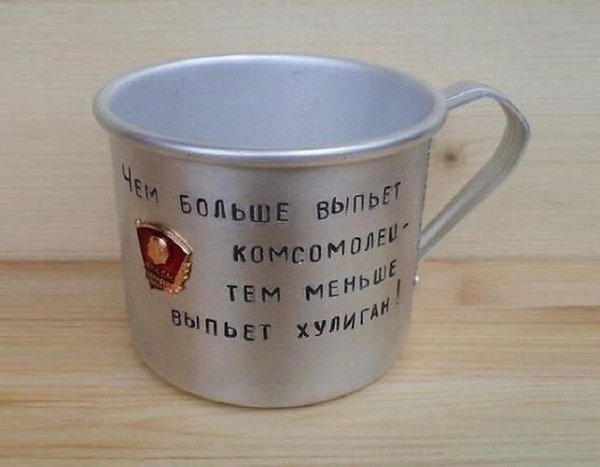 Чем больше выпьет
комсомолец -
тем меньше
выпьет хулиган!